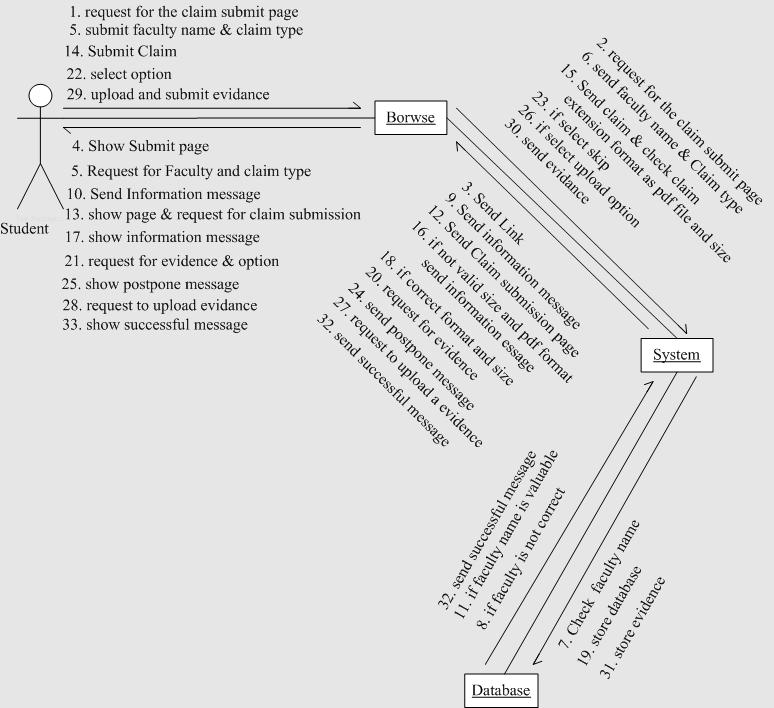 1. request for the claim submit page
5. submit faculty name & claim type
14. Submit Claim
22. select option
29. upload and submit evidance
Borwse
4. Show Submit page
5. Request for Faculty and claim type
10. Send Information message
13. show page & request for claim submission
17. show information message
21. request for evidence & option
25. show postpone message
28. request to upload evidance
33. show successful message
Student
2. request for the claim submit page
6. send faculty name & Claim type
15. Send claim & check claim
extension format as pdf file and size
23. if select skip
26. if select upload option
30. send evidance
3. Send Link
9. Send information message
12. Send Claim submission page
16. if not valid size and pdf format
send information essage
18. if correct format and size
20. request for evidence
24. send postpone message
27. request to upload a evidence
32. send successful message
System
32. send successful message
11. if faculty name is valuable
8. if faculty is not correct
7. Check faculty name
19. store database
31. store evidence
Database